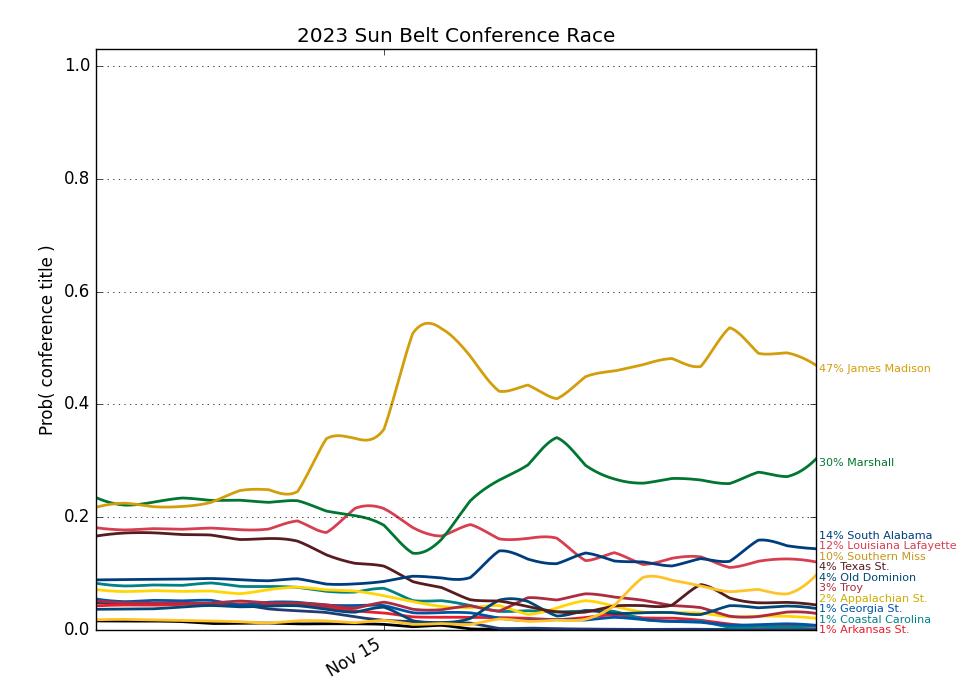 2023 Sun Belt Conference Race
1.0
0.8
0.6
0.4
0.2
0.0
Prob( conference title )
Nov 15
47% James Madison
30% Marshall
14% South Alabama
12% Louisiana Lafayette
10% Southern Miss
4% Texas St.
4% Old Dominion
3% Troy
2% Appalachian St.
1% Georgia St.
1% Coastal Carolina
1% Arkansas St.